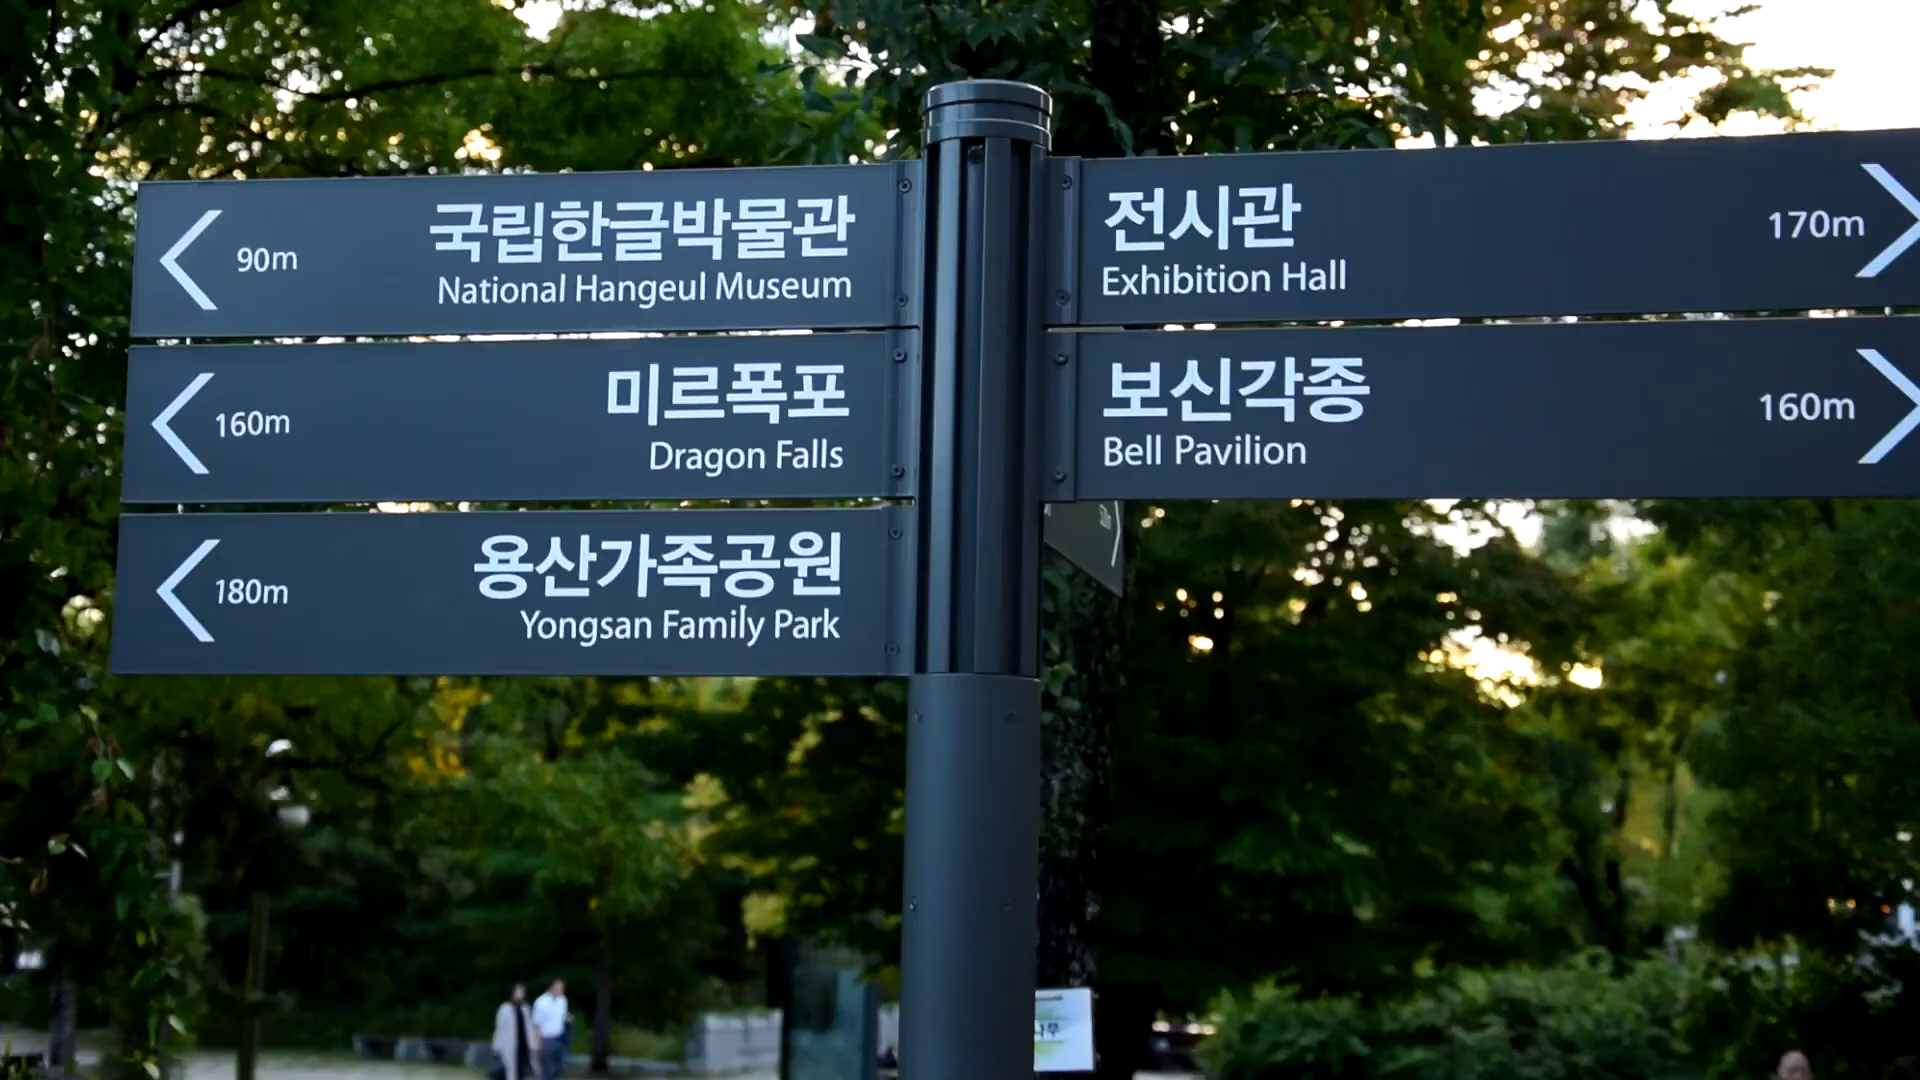 90m
국립한글박물관
National Hangeul Museum
160m
미르폭포
Dragon Falls
180m
용산가족공원
Yongsan Family Park
전시관
170m
Exhibition Hall
보신각종
160m
Bell Pavilion